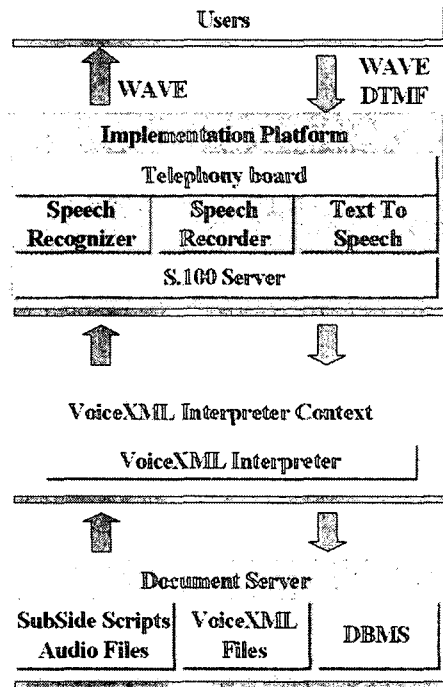 Users
WAVE
WAVE
DTMF
Implementation Platform
Telephony board
Speech
Recognizer
Speech
Recorder
Text To
Speech
S.100 Server
VoiceXML Interpreter Context
VoiceXML Interpreter
Document Server
SubSide Scripts
Audio Files
VoiceXML
Files
DBMS